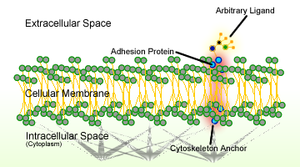 Arbitrary Ligand
Extracellular Space
Adhesion Protein
Cellular Membrane
Intracellular Space
(Cytoplasm)
Cytoskeleton Anchor